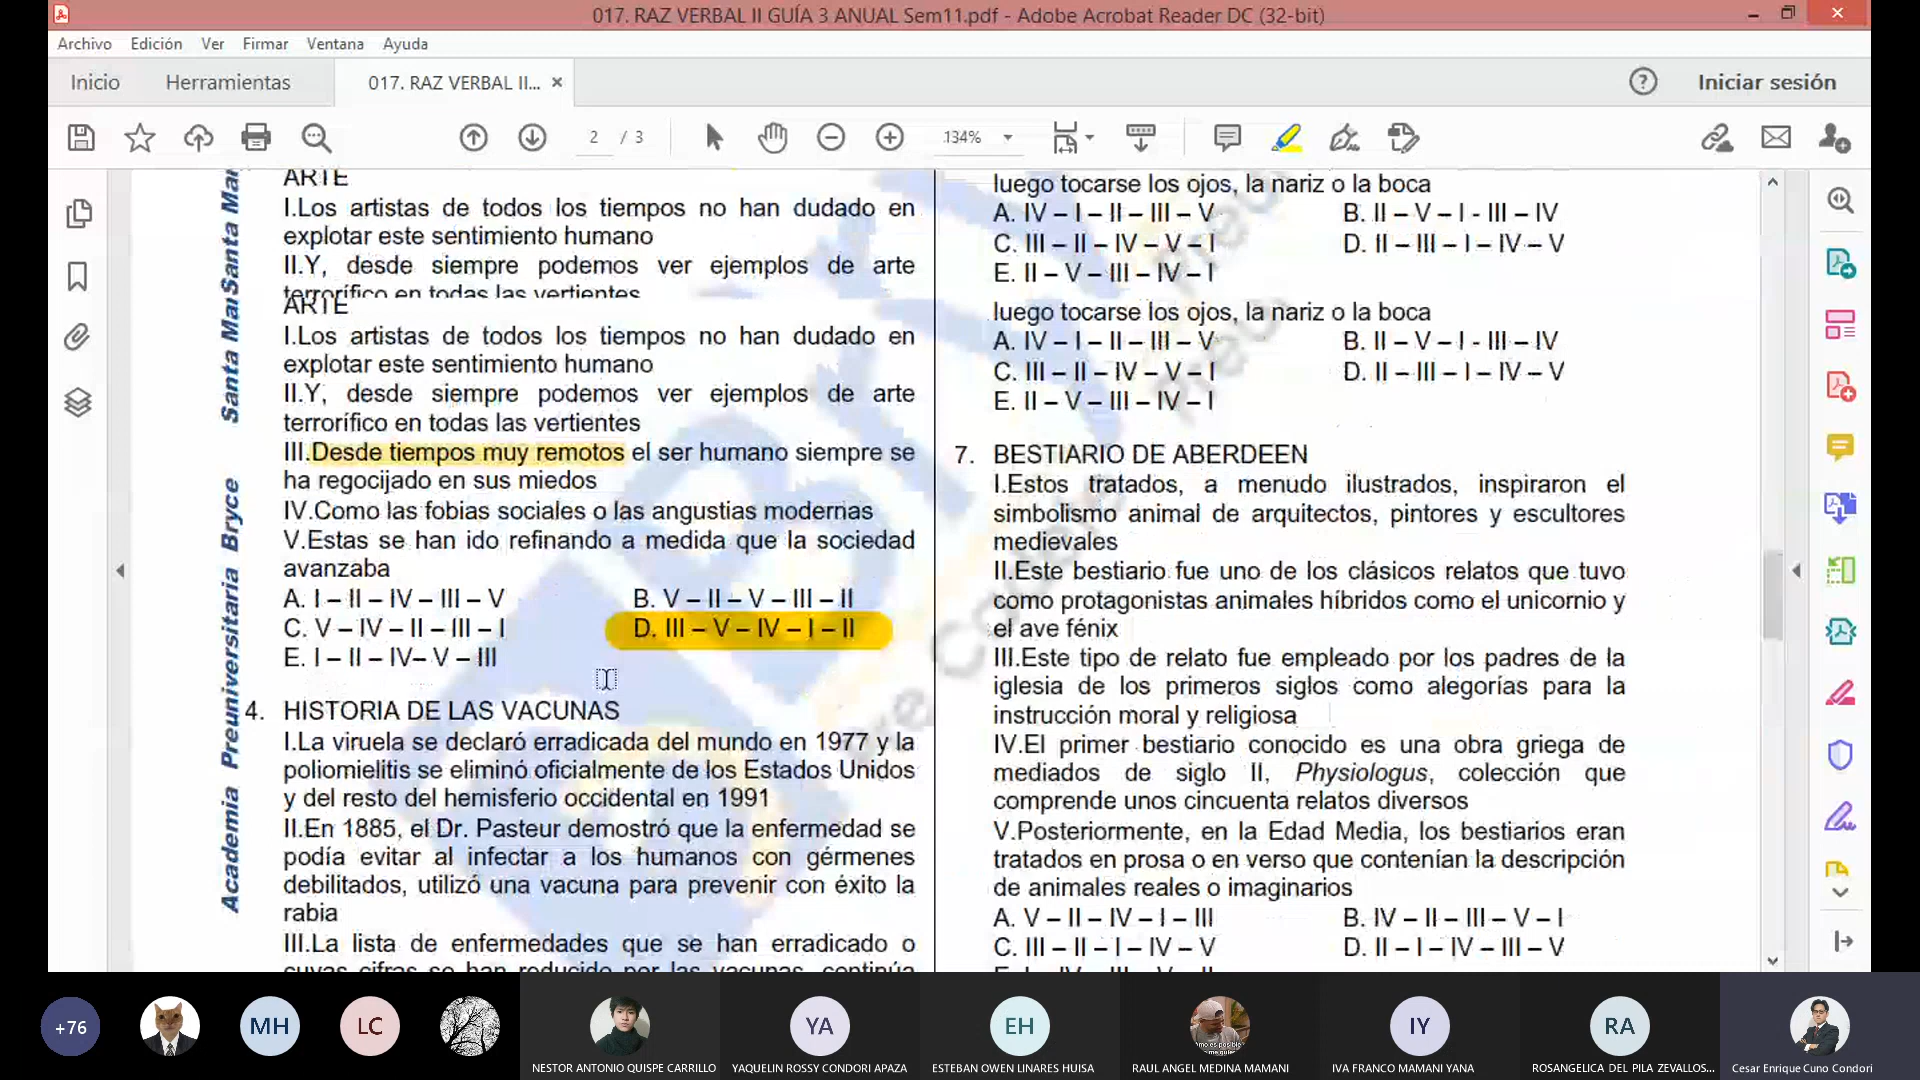 017. RAZ VERBAL II GUÍA 3 ANUAL Sem11.pdf - Adobe Acrobat Reader DC (32-bit)
Archivo Edición Ver Firmar Ventana Ayuda
Inicio Herramientas 017. RAZ VERBAL II... × Iniciar sesión
2 / 3 134%
ARTE
I.Los artistas de todos los tiempos no han dudado en
explotar este sentimiento humano
II.Y, desde siempre podemos ver ejemplos de arte
terrorífico en todas las vertientes
ARTE
I.Los artistas de todos los tiempos no han dudado en
explotar este sentimiento humano
II.Y, desde siempre podemos ver ejemplos de arte
terrorífico en todas las vertientes
III.Desde tiempos muy remotos el ser humano siempre se
ha regocijado en sus miedos
IV.Como las fobias sociales o las angustias modernas
V.Estas se han ido refinando a medida que la sociedad
avanzaba
A. I – II – IV – III – V B. V – II – V – III – II
C. V – IV – II – III – I D. III – V – IV – I – II
E. I – II – IV– V – III
4. HISTORIA DE LAS VACUNAS
I.La viruela se declaró erradicada del mundo en 1977 y la
poliomielitis se eliminó oficialmente de los Estados Unidos
y del resto del hemisferio occidental en 1991
II.En 1885, el Dr. Pasteur demostró que la enfermedad se
podía evitar al infectar a los humanos con gérmenes
debilitados, utilizó una vacuna para prevenir con éxito la
rabia
III.La lista de enfermedades que se han erradicado o
cuyas cifras se han reducido por las vacunas, continúa
luego tocarse los ojos, la nariz o la boca
A. IV – I – II – III – V B. II – V – I - III – IV
C. III – II – IV – V – I D. II – III – I – IV – V
E. II – V – III – IV – I
luego tocarse los ojos, la nariz o la boca
A. IV – I – II – III – V B. II – V – I - III – IV
C. III – II – IV – V – I D. II – III – I – IV – V
E. II – V – III – IV – I
7. BESTIARIO DE ABERDEEN
I.Estos tratados, a menudo ilustrados, inspiraron el
simbolismo animal de arquitectos, pintores y escultores
medievales
II.Este bestiario fue uno de los clásicos relatos que tuvo
como protagonistas animales híbridos como el unicornio y
el ave fénix
III.Este tipo de relato fue empleado por los padres de la
iglesia de los primeros siglos como alegorías para la
instrucción moral y religiosa
IV.El primer bestiario conocido es una obra griega de
mediados de siglo II, Physiologus, colección que
comprende unos cincuenta relatos diversos
V.Posteriormente, en la Edad Media, los bestiarios eran
tratados en prosa o en verso que contenían la descripción
de animales reales o imaginarios
A. V – II – IV – I – III B. IV – II – III – V – I
C. III – II – I – IV – V D. II – I – IV – III – V
Academia Preuniversitaria Bryce Santa
+76 MH LC YA EH IY RA
NESTOR ANTONIO QUISPE CARRILLO YAQUELIN ROSSY CONDORI APAZA ESTEBAN OWEN LINARES HUISA RAUL ANGEL MEDINA MAMANI IVA FRANCO MAMANI YANA ROSANGELICA DEL PILA ZEVALLOS... Cesar Enrique Cuno Condori